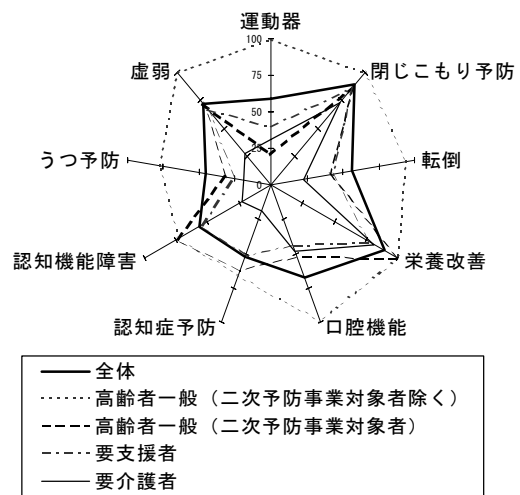 運動器
100
75
50
25
0
閉じこもり予防
転倒
栄養改善
口腔機能
認知症予防
認知機能障害
うつ予防
虚弱
全体
高齢者一般（二次予防事業対象者除く）
高齢者一般（二次予防事業対象者）
要支援者
要介護者